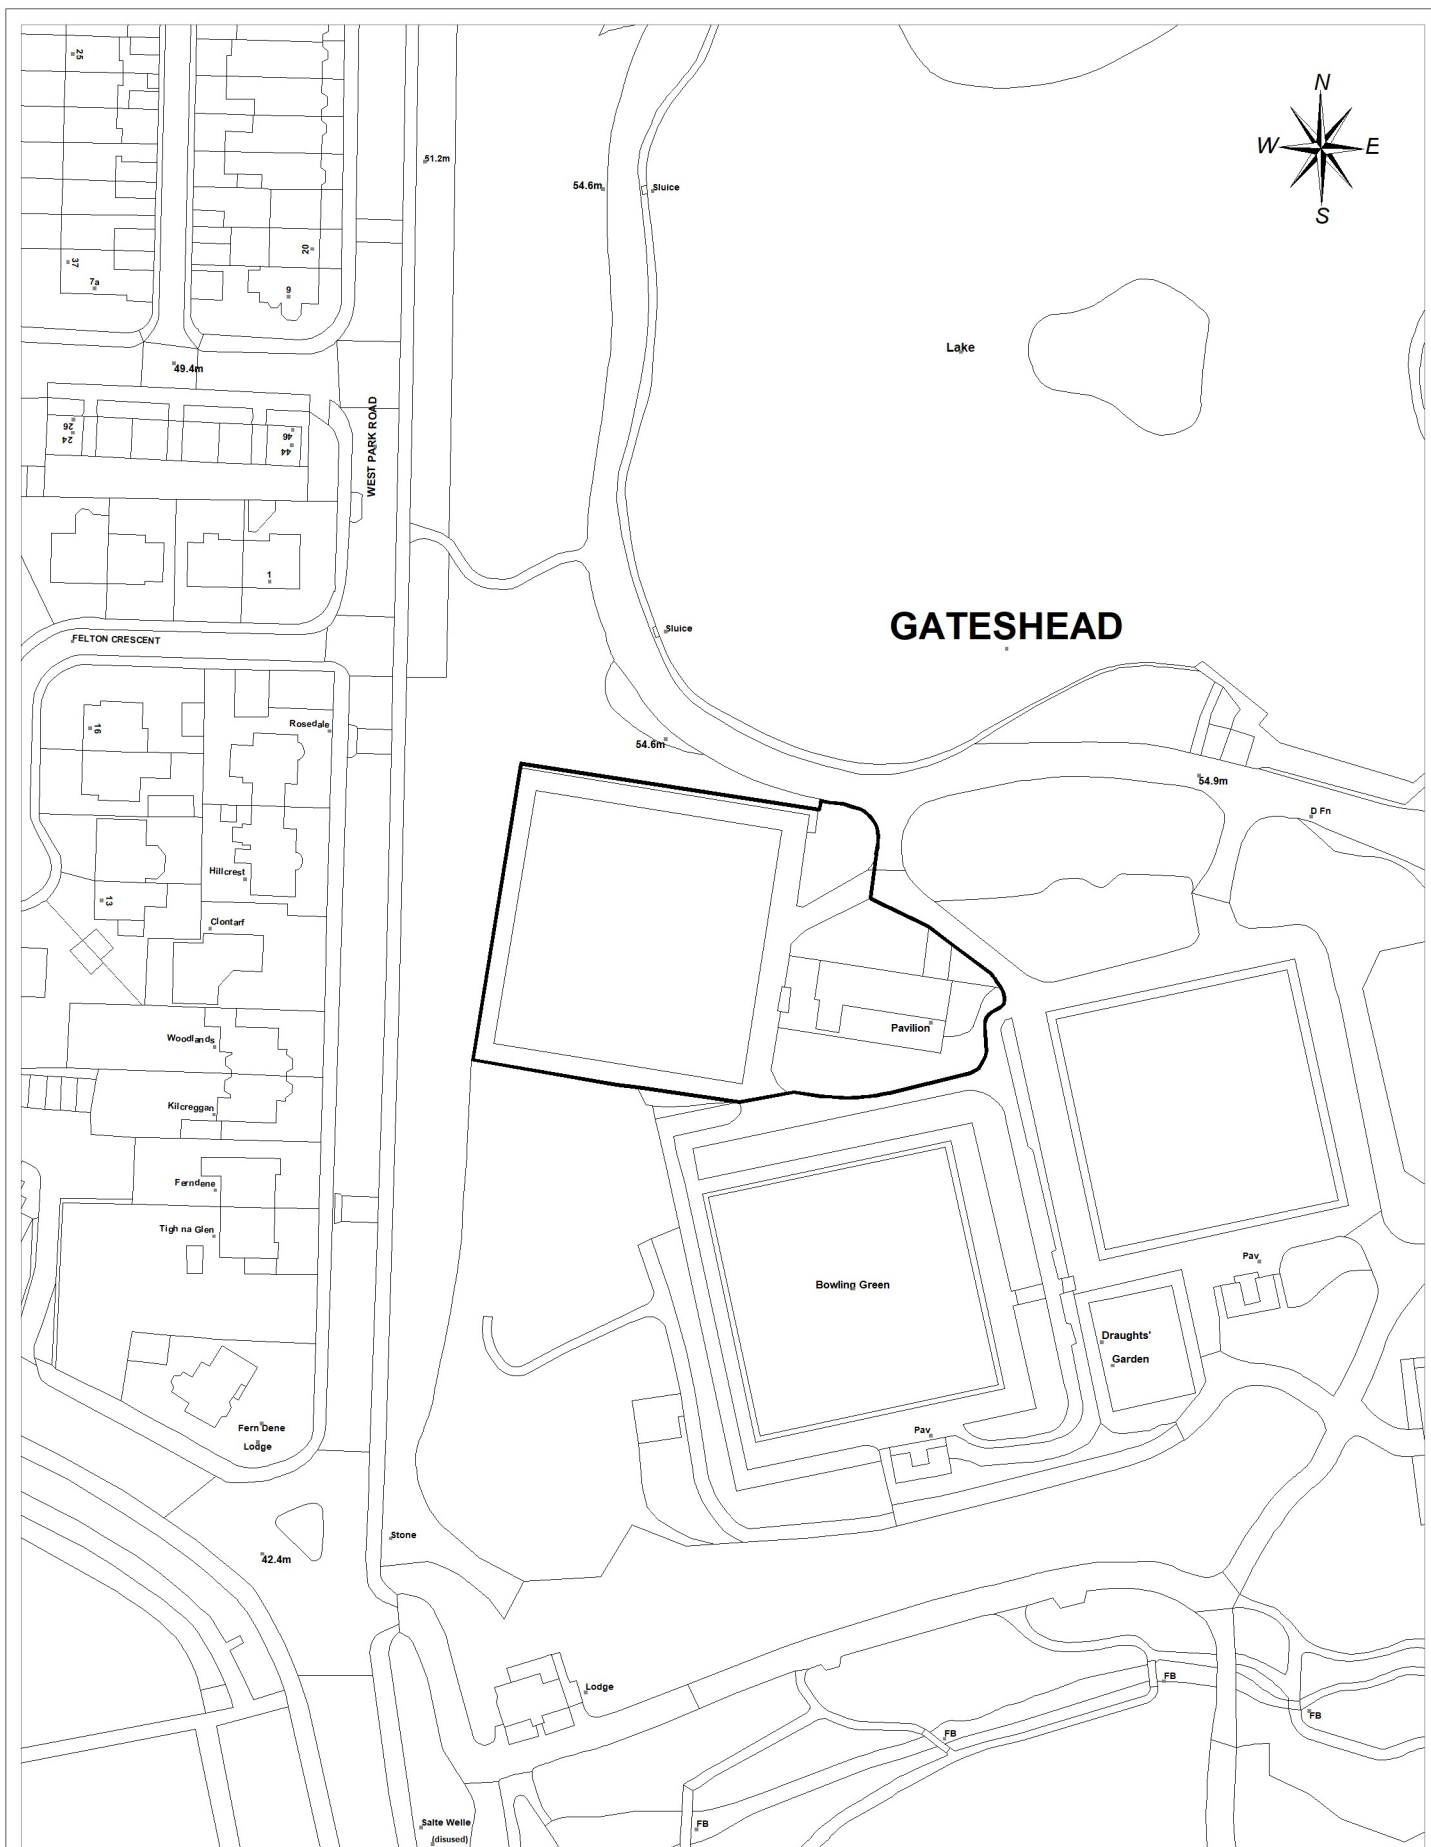 25
N
W E
S
51.2m
54.6m
Sluice
20
37
7a
9
Lake
49.4m
WEST PARK ROAD
26
24
46
44
1
GATESHEAD
Sluice
FELTON CRESCENT
Rosedale
16
54.6m
54.9m
D Fn
Hillcrest
13
Clontarf
Pavilion
Woodlands
Kilcreggan
Ferndene
Tigh na Glen
Pav
Bowling Green
Draughts'
Garden
Fern Dene
Lodge
Pav
Stone
42.4m
Lodge
FB
FB
FB
Salte Welle
(disused)
FB